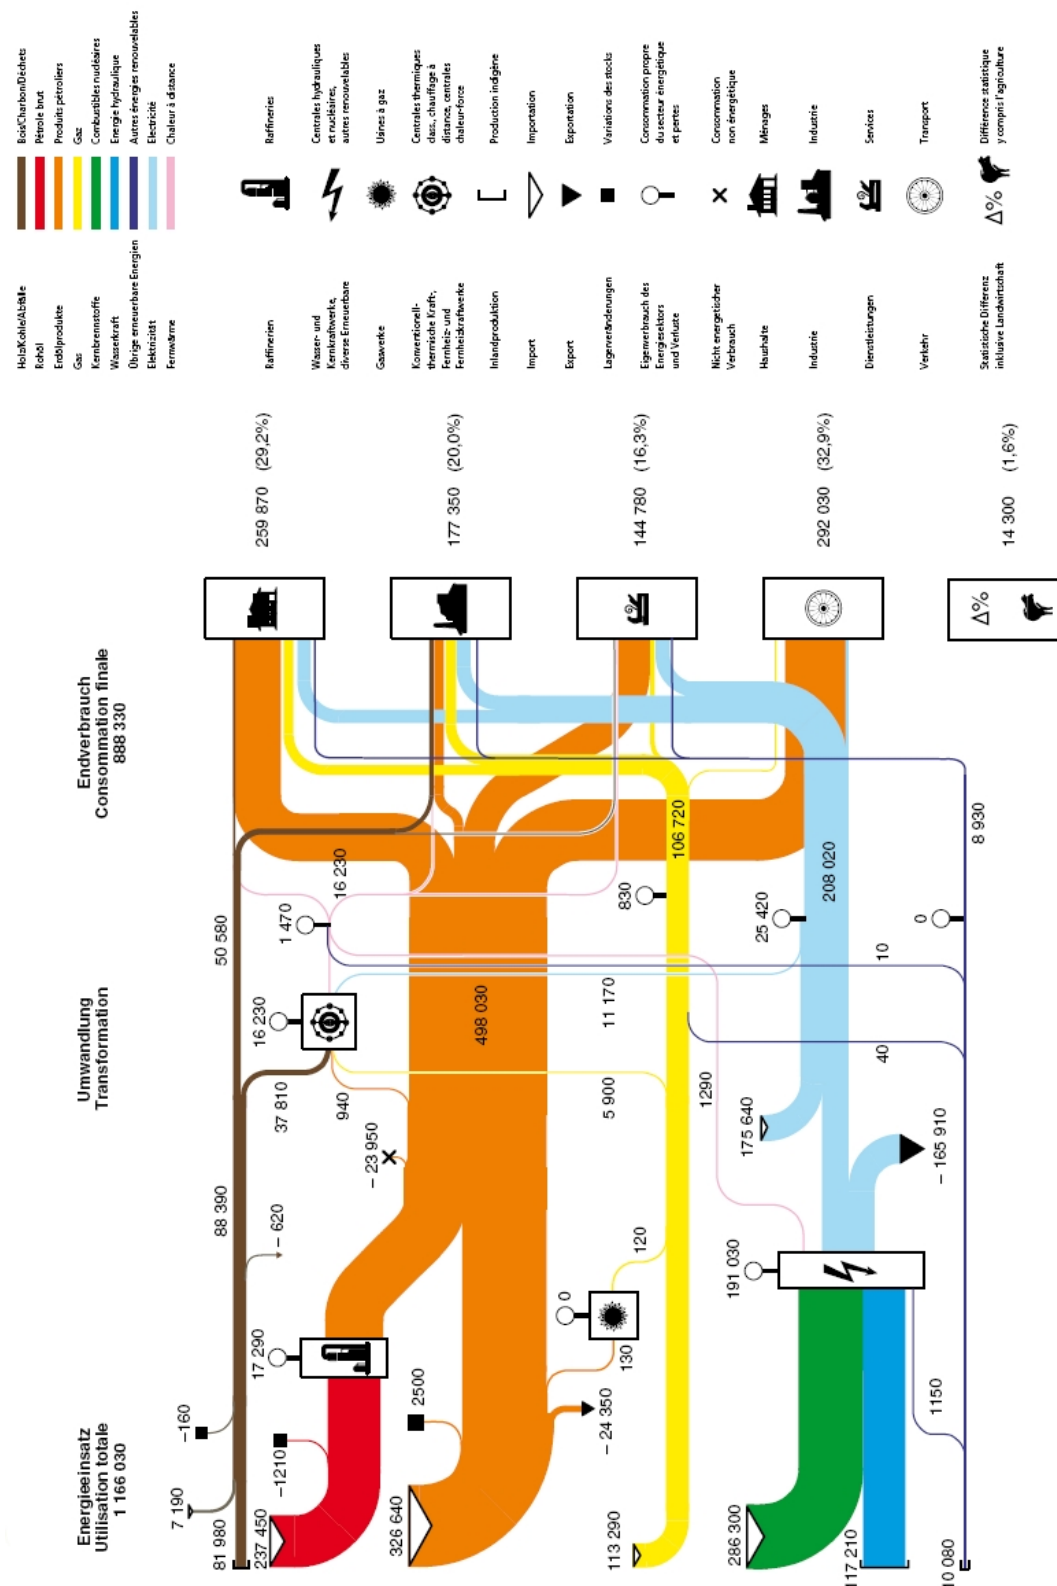 Holz/Kohle/Abfälle
Bois/Charbon/Déchets
Rohöl
Pétrole brut
Erdölprodukte
Produits pétroliers
Gas
Gaz
Kernbrennstoffe
Combustibles nucléaires
Wasserkraft
Energie hydraulique
Übrige erneuerbare Energien
Autres énergies renouvelables
Elektrizität
Electricité
Fernwärme
Chaleur à distance
Raffinerien
Raffineries
Wasser- und
Kernkraftwerke,
diverse Erneuerbare
Centrales hydrauliques
et nucléaires,
autres renouvelables
Gaswerke
Usines à gaz
Konventionell-
thermische Kraft-,
Fernheiz- und
Fernheizkraftwerke
Centrales thermiques
class., chauffage à
distance, centrales
chaleur-force
Inlandproduktion
Production indigène
Import
Importation
Export
Exportation
Lagerveränderungen
Variations des stocks
Eigenverbrauch des
Energiesektors
und Verluste
Consommation propre
du secteur énergétique
et pertes
Nicht energetischer
Verbrauch
Consommation
non énergétique
Haushalte
Ménages
Industrie
Industrie
Dienstleistungen
Services
Verkehr
Transport
Statistische Differenz
inklusive Landwirtschaft
Δ%
Différence statistique
y compris l'agriculture
Energieeinsatz
Utilisation totale
1 166 030
Umwandlung
Transformation
Endverbrauch
Consommation finale
888 330
7 190
–160
81 980
88 390
– 620
50 580
237 450
–1210
17 290
37 810
16 230
1 470
16 230
940
326 640
2500
– 23 950
498 030
– 24 350
130
0
120
5 900
11 170
113 290
830
106 720
1290
286 300
117 210
191 030
175 640
– 165 910
25 420
208 020
10 080
1150
40
10
0
8 930
259 870 (29,2%)
177 350 (20,0%)
144 780 (16,3%)
292 030 (32,9%)
14 300 (1,6%)
Δ%